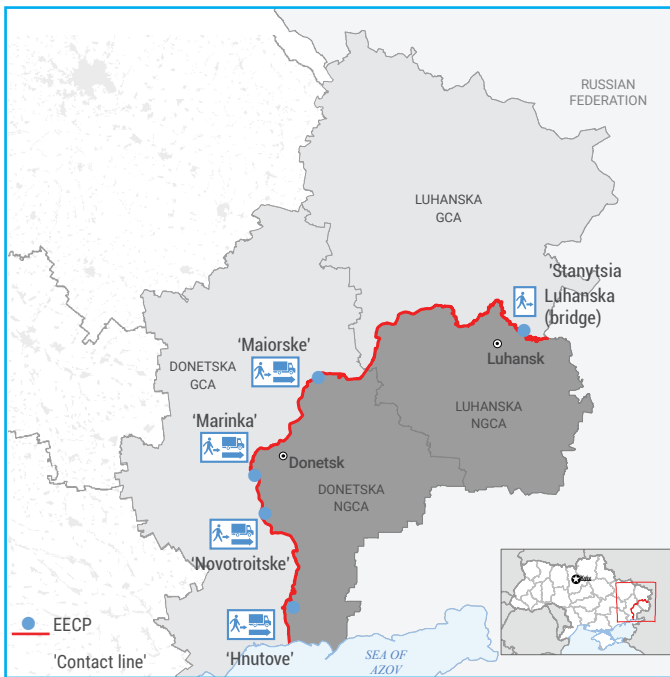 RUSSIAN
FEDERATION
LUHANSKA
GCA
'Stanytsia
Luhanska
(bridge)
'Maiorske'
Luhansk
DONETSKA
GCA
LUHANSKA
NGCA
'Marinka'
Donetsk
DONETSKA
NGCA
'Novotroitske'
EECP
'Contact line'
'Hnutove'
SEA OF
AZOV